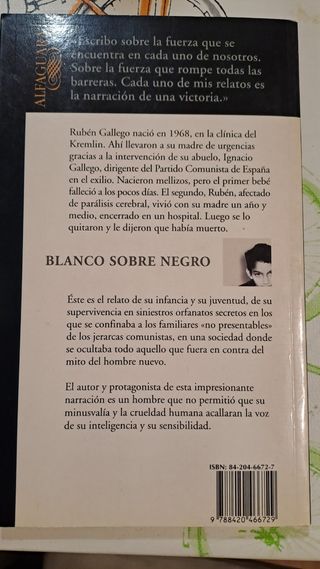 ALFAGUARA
«Escribo sobre la fuerza que se
encuentra en cada uno de nosotros.
Sobre la fuerza que rompe todas las
barreras. Cada uno de mis relatos es
la narración de una victoria.»
Rubén Gallego nació en 1968, en la clínica del
Kremlin. Ahí llevaron a su madre de urgencias
gracias a la intervención de su abuelo, Ignacio
Gallego, dirigente del Partido Comunista de España
en el exilio. Nacieron mellizos, pero el primer bebé
falleció a los pocos días. El segundo, Rubén, afectado
de parálisis cerebral, vivió con su madre un año y
medio, encerrado en un hospital. Luego se lo
quitaron y le dijeron que había muerto.
BLANCO SOBRE NEGRO
Éste es el relato de su infancia y su juventud, de su
supervivencia en siniestros orfanatos secretos en los
que se confinaba a los familiares «no presentables»
de los jerarcas comunistas, en una sociedad donde
se ocultaba todo aquello que fuera en contra del
mito del hombre nuevo.
El autor y protagonista de esta impresionante
narración es un hombre que no permitió que su
minusvalía y la crueldad humana acallaran la voz
de su inteligencia y su sensibilidad.
ISBN: 84-204-6672-7
9 788420 466729